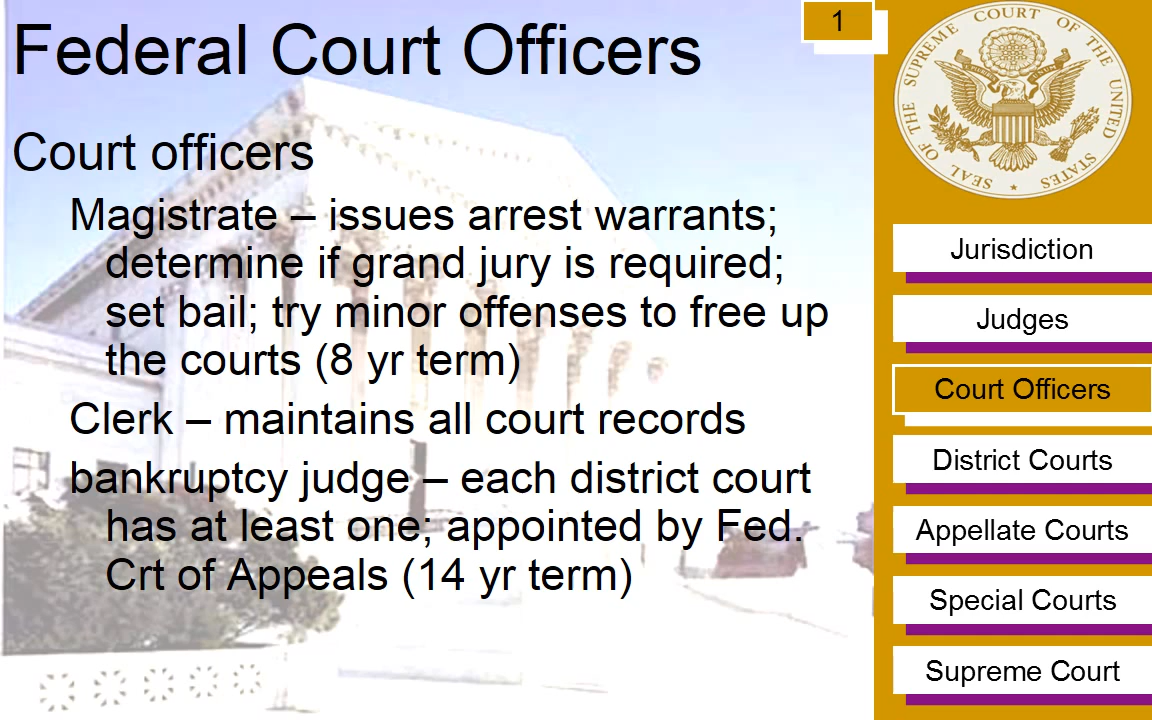 Federal Court Officers
1
Court officers
Magistrate – issues arrest warrants;
determine if grand jury is required;
set bail; try minor offenses to free up
the courts (8 yr term)
Clerk – maintains all court records
bankruptcy judge – each district court
has at least one; appointed by Fed.
Crt of Appeals (14 yr term)
SEAL OF THE SUPREME COURT OF THE UNITED STATES
Jurisdiction
Judges
Court Officers
District Courts
Appellate Courts
Special Courts
Supreme Court